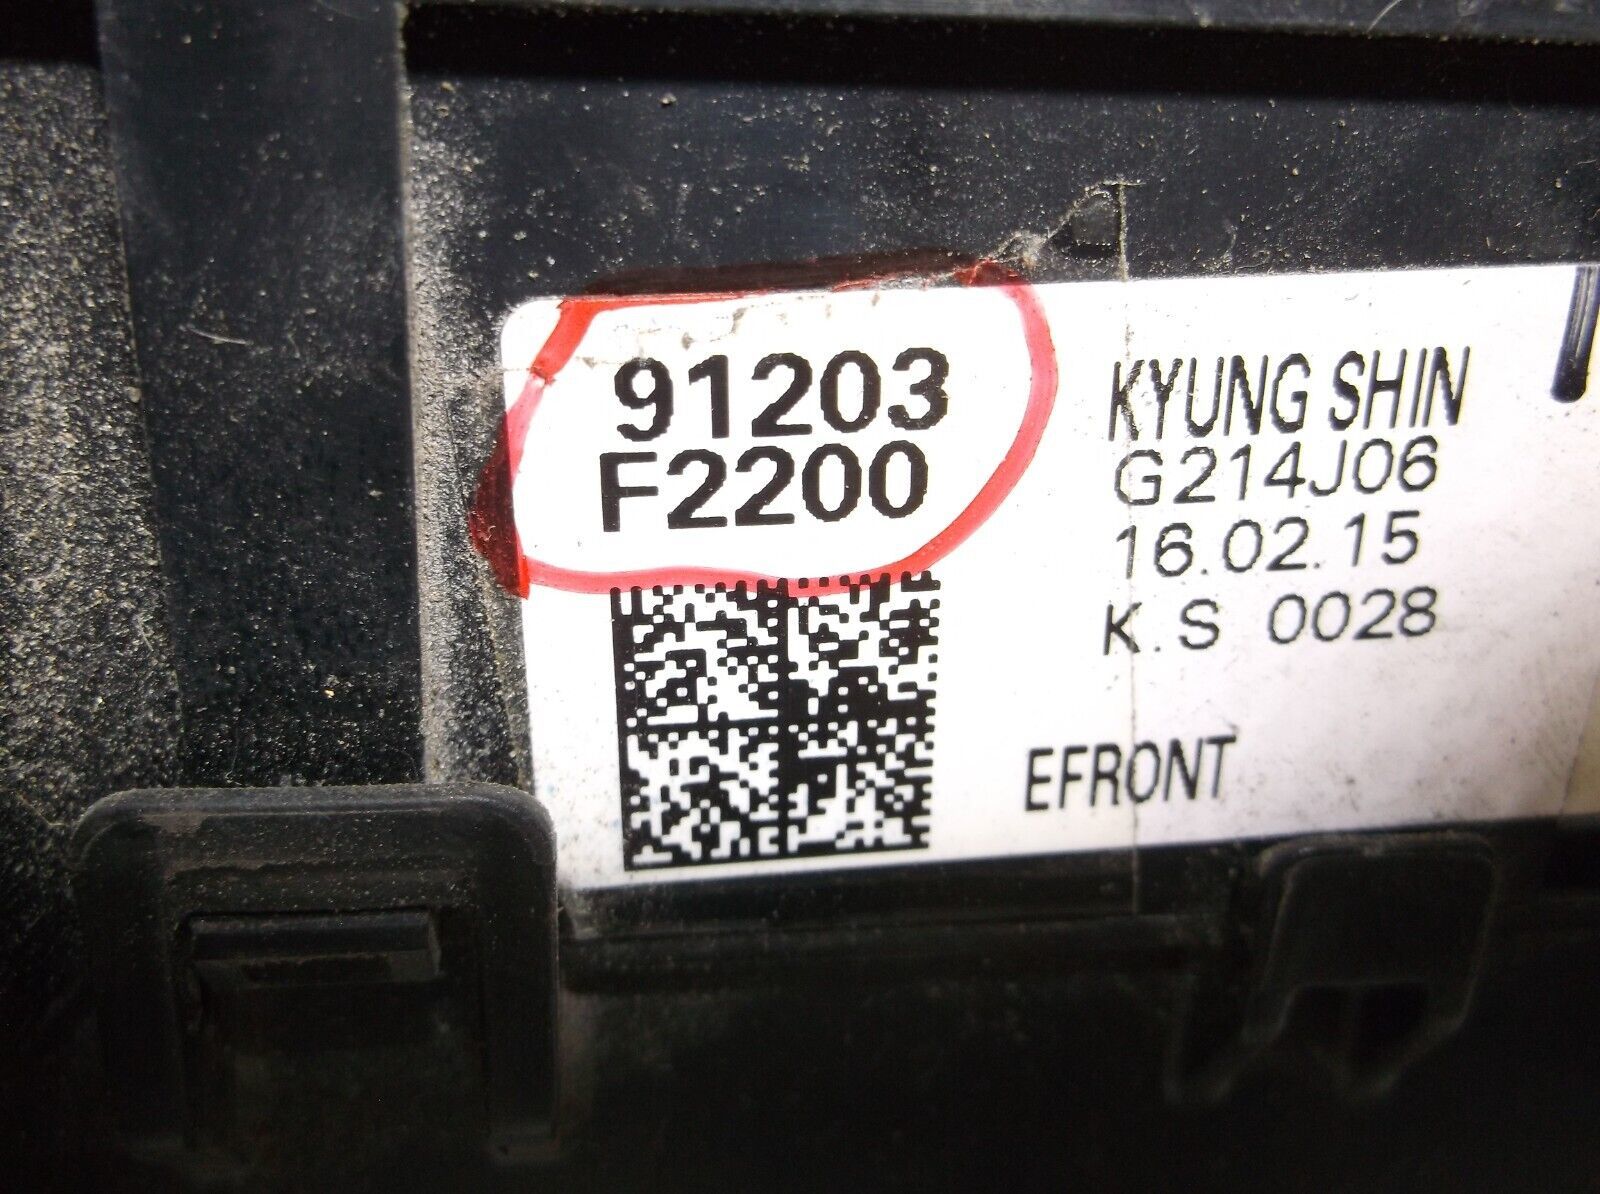 91203
F2200
KYUNG SHIN
G214J06
16.02.15
K.S 0028
EFRONT